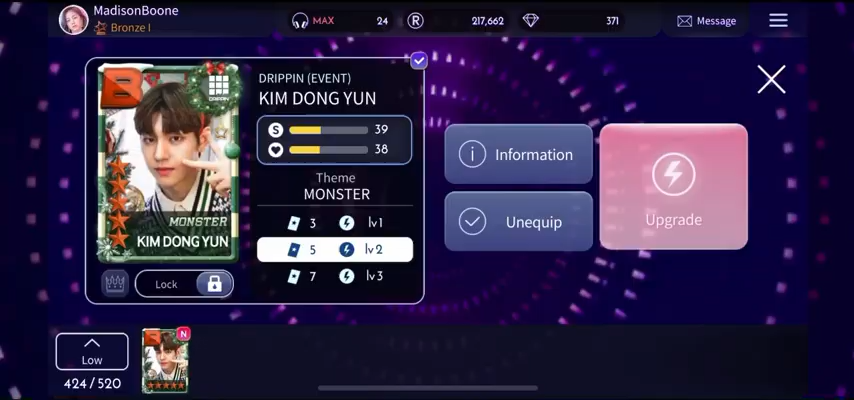 MadisonBoone
Bronze I
MAX 24
R 217,662
371
Message
B
DRIPPIN
MONSTER
KIM DONG YUN
Lock
DRIPPIN (EVENT)
KIM DONG YUN
S 39
38
Theme
MONSTER
3 lv1
5 lv2
7 lv3
i Information
Unequip
Upgrade
Low
424 / 520
B
N